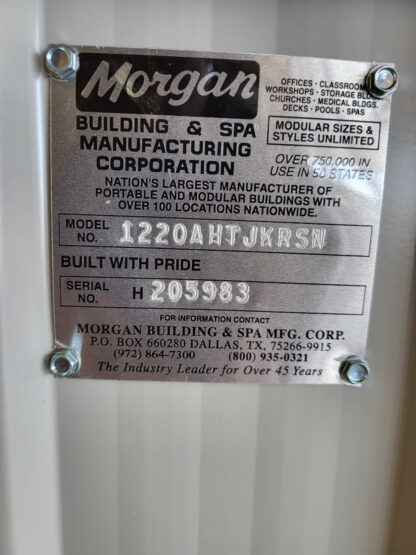 Morgan
OFFICES · CLASSROOMS
WORKSHOPS · STORAGE BLDGS.
CHURCHES · MEDICAL BLDGS.
DECKS · POOLS · SPAS
BUILDING & SPA
MANUFACTURING
CORPORATION
MODULAR SIZES &
STYLES UNLIMITED
OVER 750,000 IN
USE IN 50 STATES
NATION'S LARGEST MANUFACTURER OF
PORTABLE AND MODULAR BUILDINGS WITH
OVER 100 LOCATIONS NATIONWIDE.
MODEL NO. 1220AHTJKRSN
BUILT WITH PRIDE
SERIAL NO. H 205983
FOR INFORMATION CONTACT
MORGAN BUILDING & SPA MFG. CORP.
P.O. BOX 660280 DALLAS, TX, 75266-9915
(972) 864-7300 (800) 935-0321
The Industry Leader for Over 45 Years